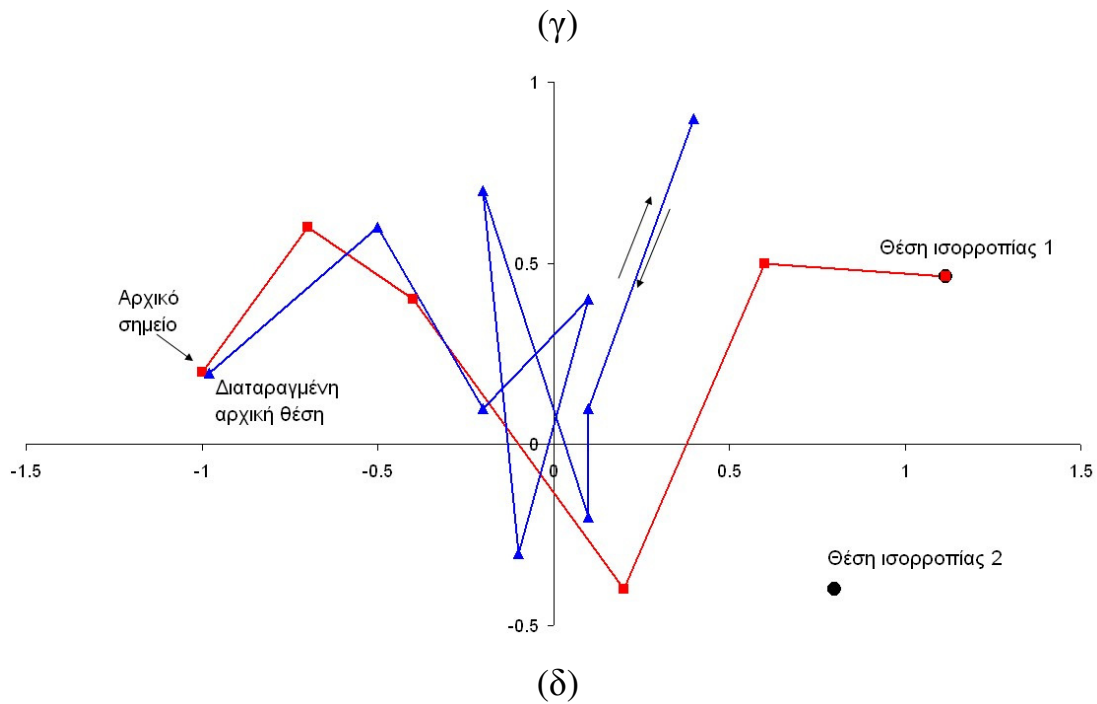 (γ)
1
Θέση ισορροπίας 1
0.5
Αρχικό
σημείο
Διαταραγμένη
αρχική θέση
0
-1.5 -1 -0.5 0 0.5 1 1.5
Θέση ισορροπίας 2
-0.5
(δ)